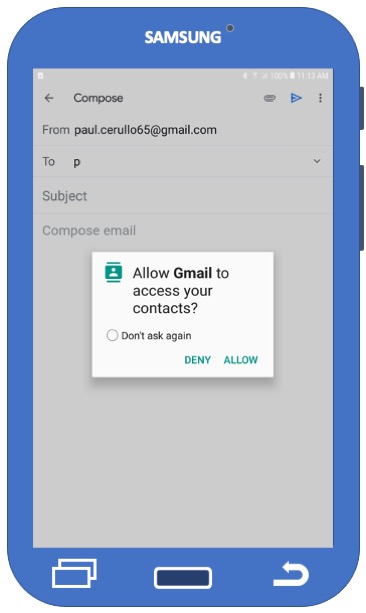 SAMSUNG
100% 11:13 AM
Compose
From paul.cerullo65@gmail.com
To p
Subject
Compose email
Allow Gmail to
access your
contacts?
Don't ask again
DENY ALLOW